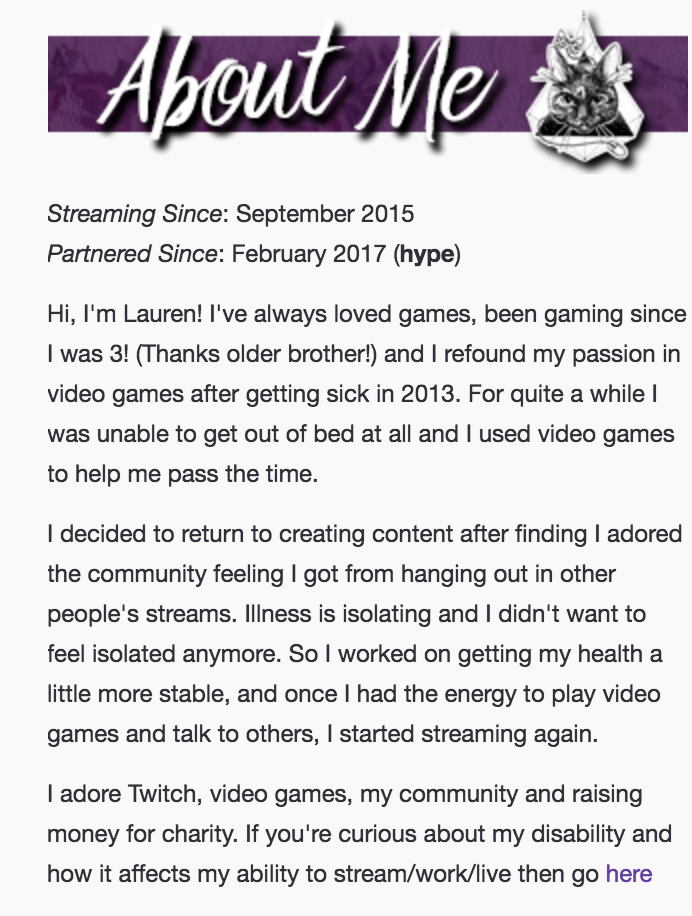 About Me
Streaming Since: September 2015
Partnered Since: February 2017 (hype)
Hi, I'm Lauren! I've always loved games, been gaming since
I was 3! (Thanks older brother!) and I refound my passion in
video games after getting sick in 2013. For quite a while I
was unable to get out of bed at all and I used video games
to help me pass the time.
I decided to return to creating content after finding I adored
the community feeling I got from hanging out in other
people's streams. Illness is isolating and I didn't want to
feel isolated anymore. So I worked on getting my health a
little more stable, and once I had the energy to play video
games and talk to others, I started streaming again.
I adore Twitch, video games, my community and raising
money for charity. If you're curious about my disability and
how it affects my ability to stream/work/live then go here